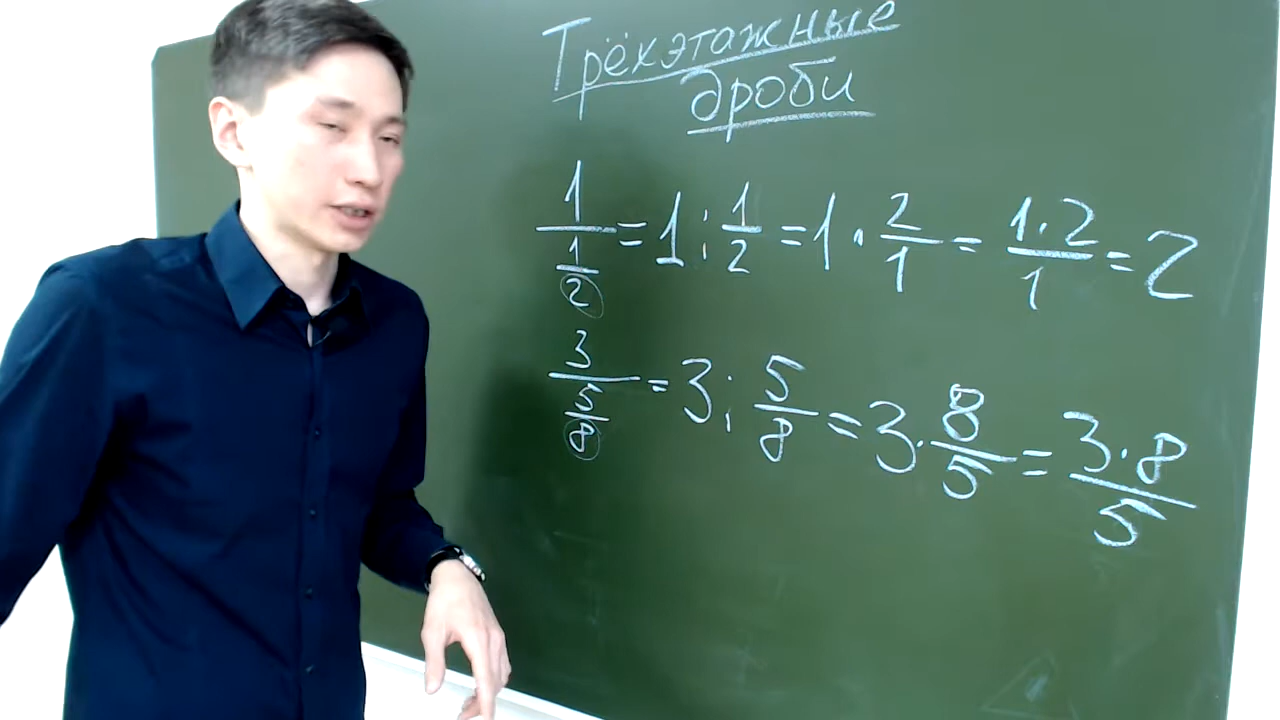 Трёхэтажные
дроби
1/(1/2) = 1 : 1/2 = 1 · 2/1 = (1 · 2)/1 = 2
3/(5/8) = 3 : 5/8 = 3 · 8/5 = (3 · 8)/5